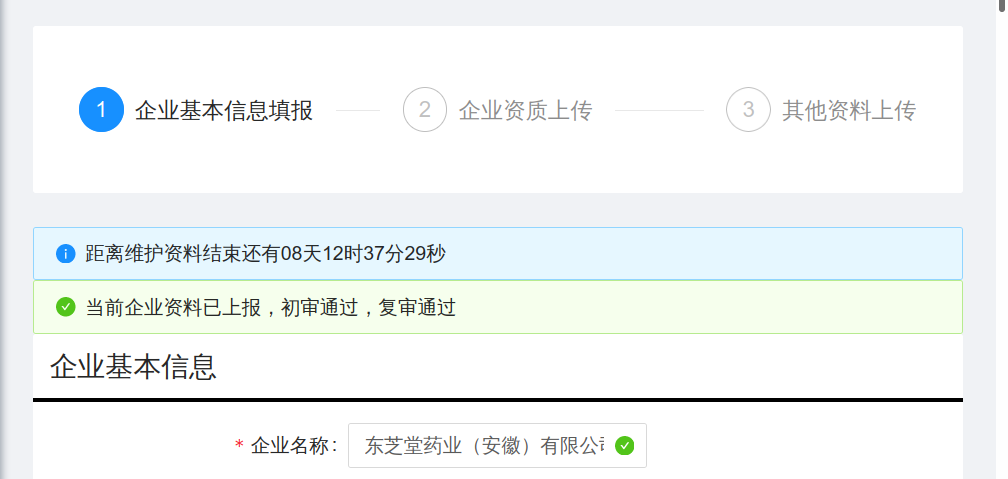 1 企业基本信息填报 2 企业资质上传 3 其他资料上传
距离维护资料结束还有08天12时37分29秒
当前企业资料已上报，初审通过，复审通过
企业基本信息
* 企业名称: 东芝堂药业（安徽）有限公